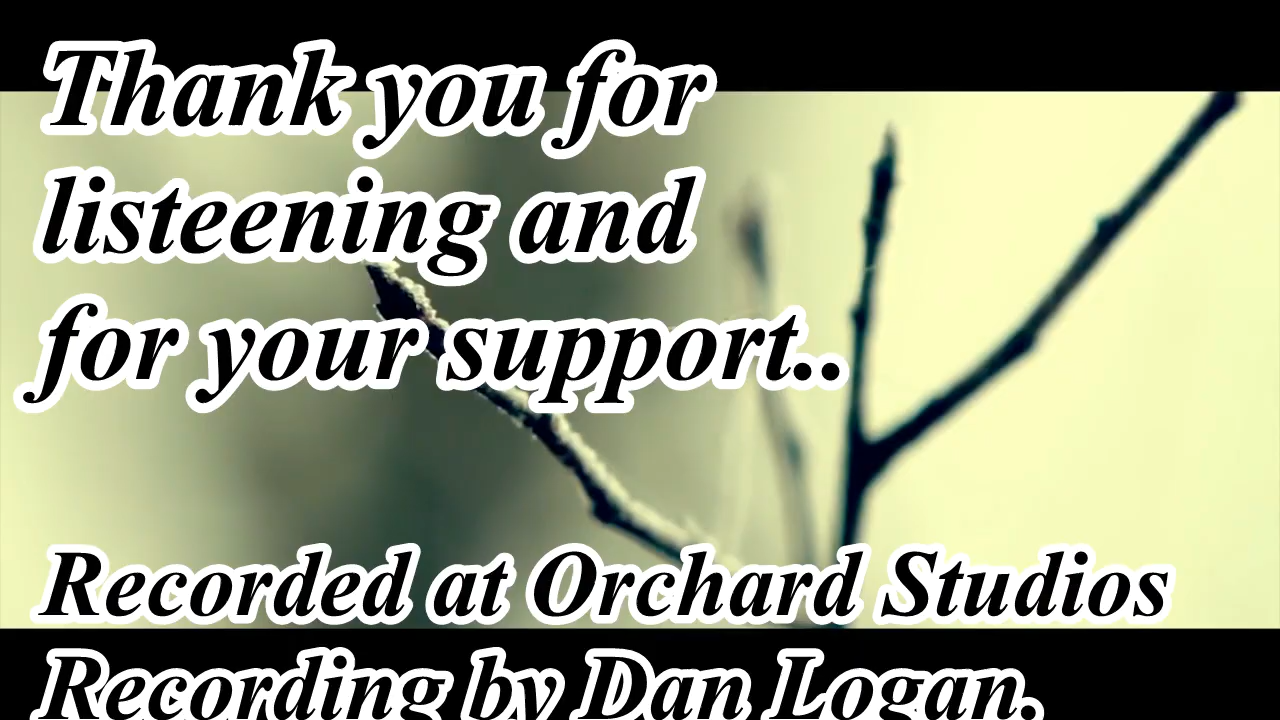 Thank you for
listeening and
for your support..
Recorded at Orchard Studios
Recording by Dan Logan.